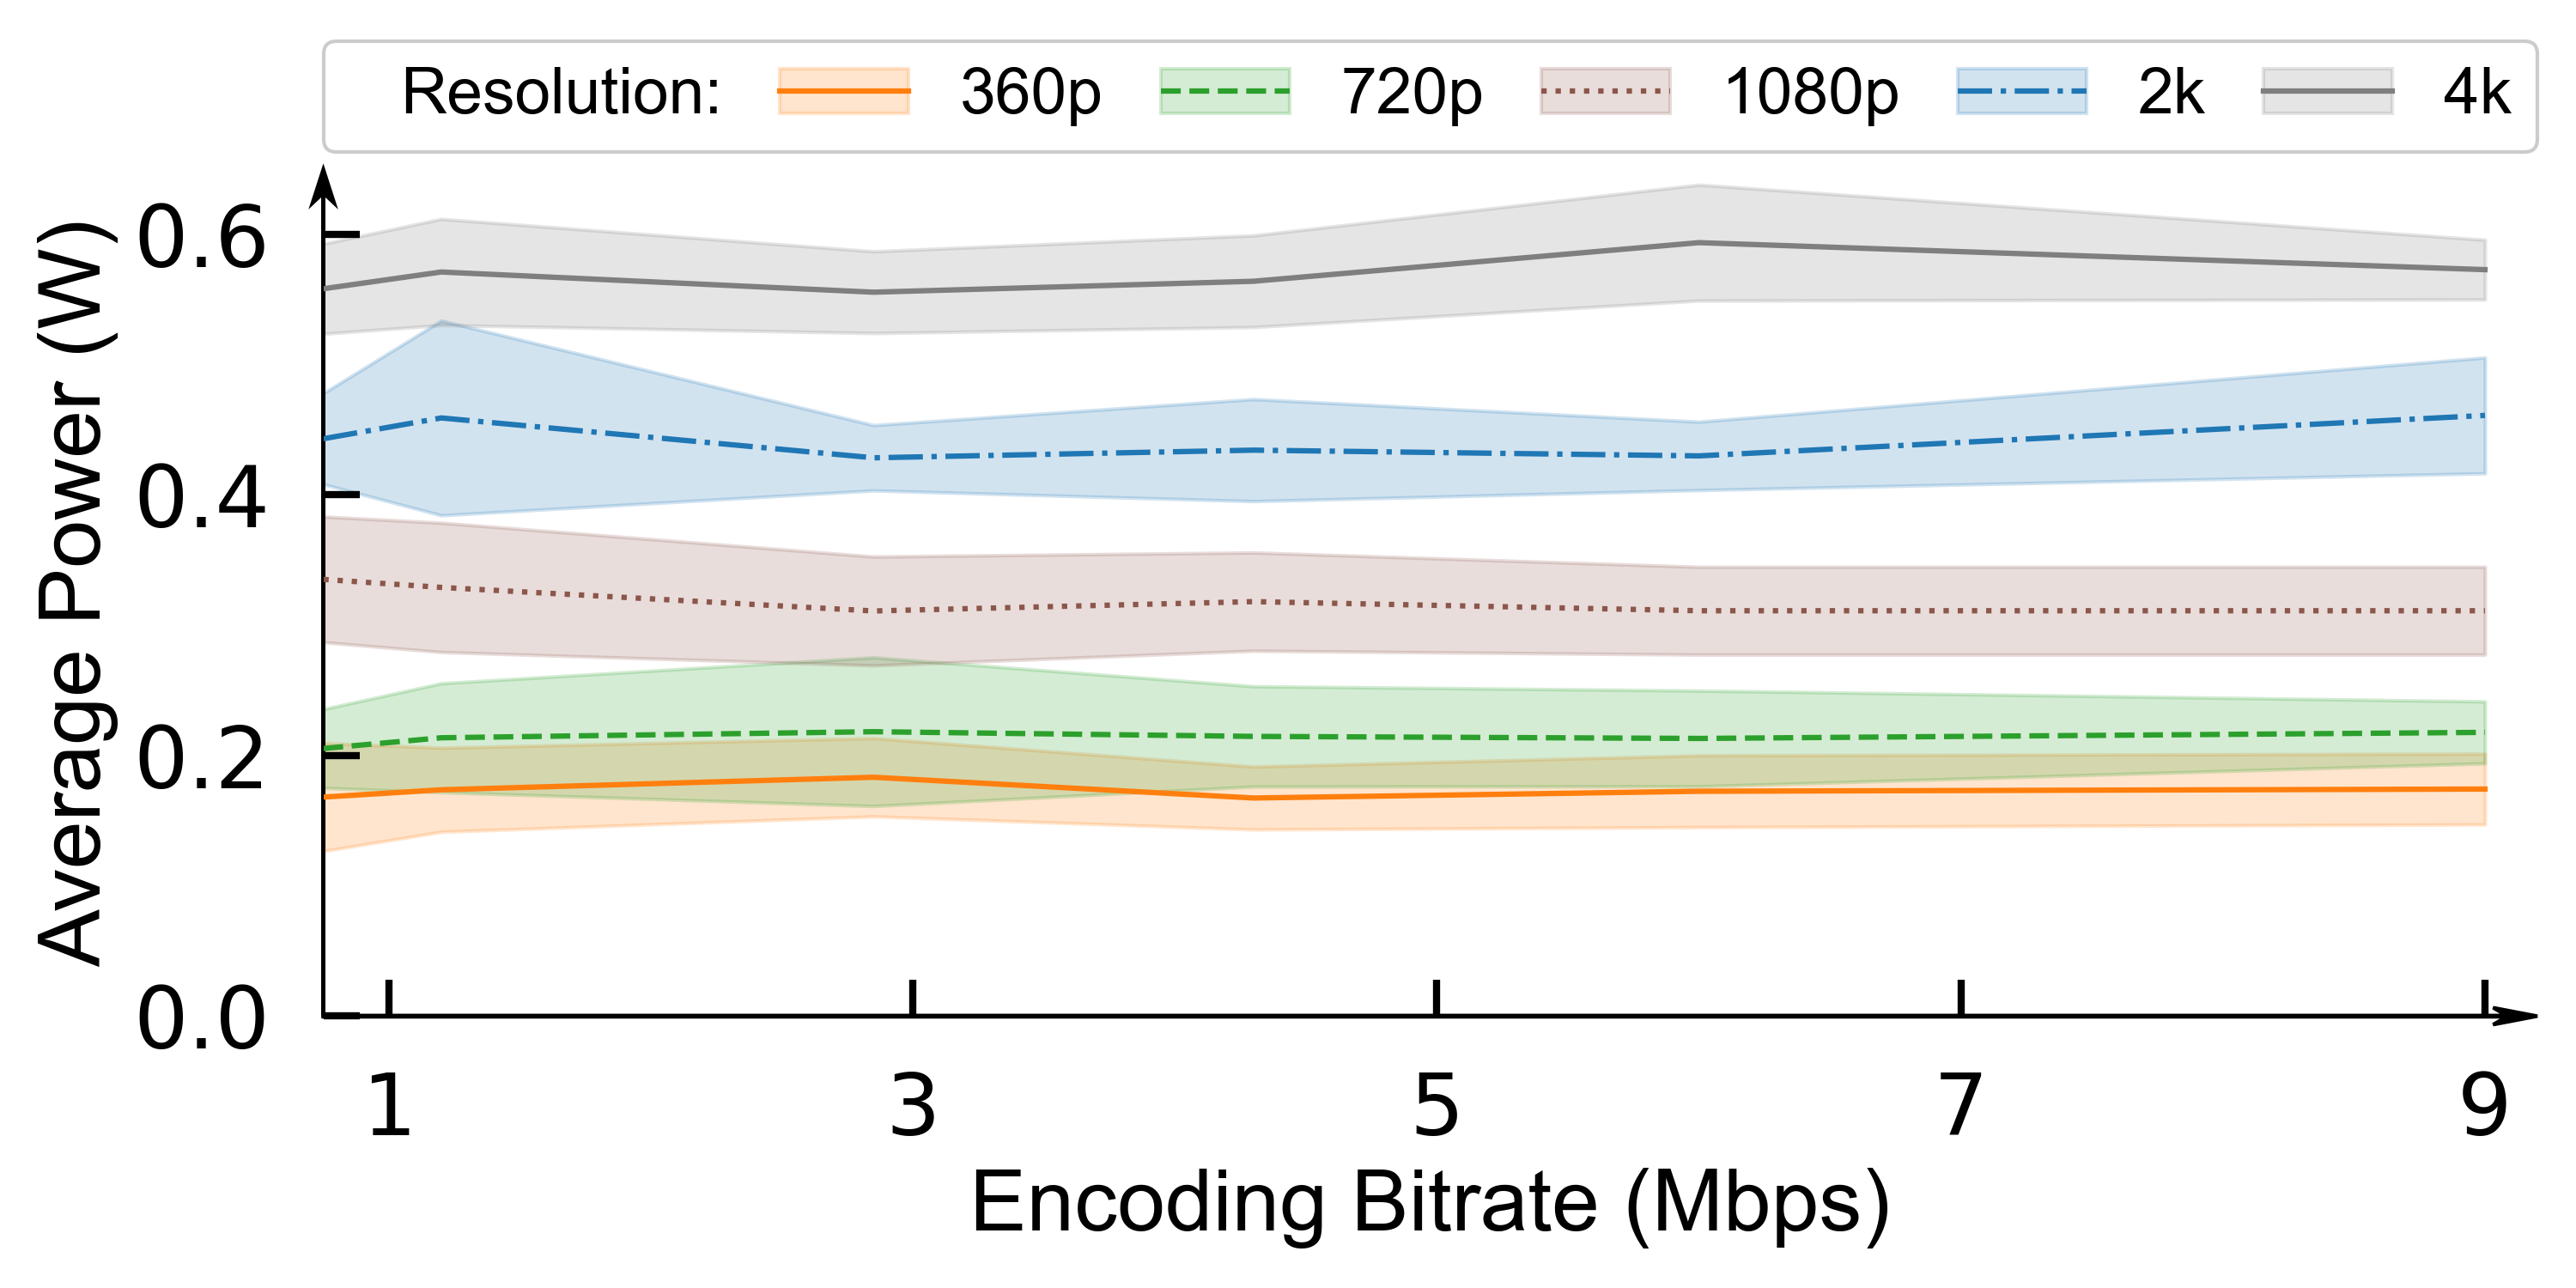 Resolution: 360p 720p 1080p 2k 4k
Average Power (W)
0.6
0.4
0.2
0.0
1 3 5 7 9
Encoding Bitrate (Mbps)